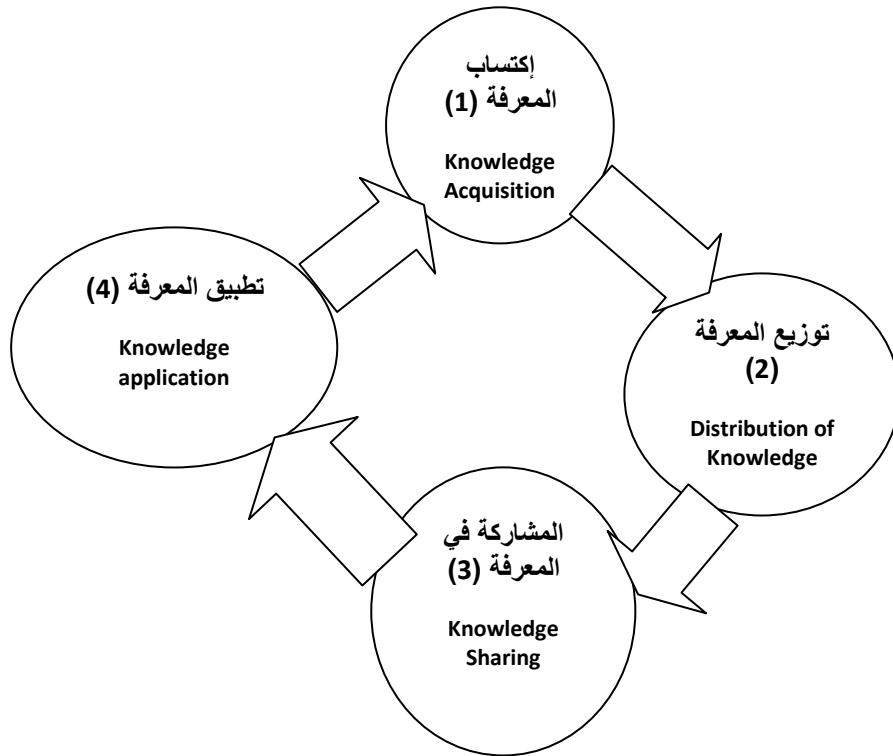 إكتساب
المعرفة (1)
Knowledge
Acquisition
توزيع المعرفة
(2)
Distribution of
Knowledge
المشاركة في
المعرفة (3)
Knowledge
Sharing
تطبيق المعرفة (4)
Knowledge
application